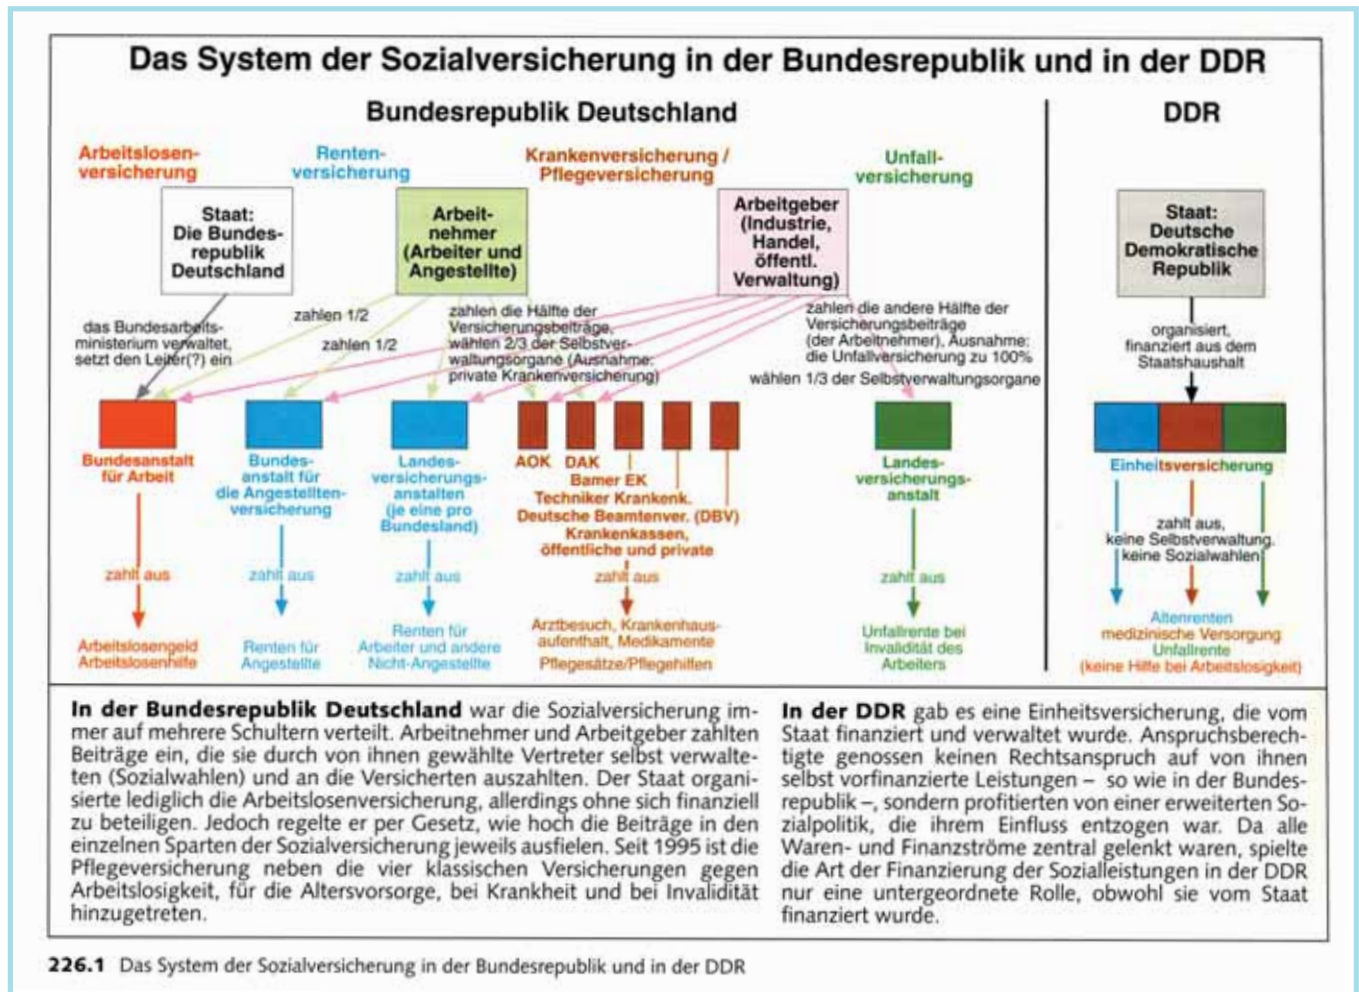 Das System der Sozialversicherung in der Bundesrepublik und in der DDR
Bundesrepublik Deutschland
DDR
Arbeitslosen-
versicherung
Renten-
versicherung
Krankenversicherung /
Pflegeversicherung
Unfall-
versicherung
Staat:
Die Bundes-
republik
Deutschland
Arbeit-
nehmer
(Arbeiter und
Angestellte)
Arbeitgeber
(Industrie,
Handel,
öffentl.
Verwaltung)
Staat:
Deutsche
Demokratische
Republik
das Bundesarbeits-
ministerium verwaltet,
setzt den Leiter(?) ein
zahlen 1/2
zahlen 1/2
zahlen die Hälfte der
Versicherungsbeiträge,
wählen 2/3 der Selbstver-
waltungsorgane (Ausnahme:
private Krankenversicherung)
zahlen die andere Hälfte der
Versicherungsbeiträge
(der Arbeitnehmer), Ausnahme:
die Unfallversicherung zu 100%
wählen 1/3 der Selbstverwaltungsorgane
organisiert,
finanziert aus dem
Staatshaushalt
Bundesanstalt
für Arbeit
Bundes-
anstalt für
die Angestellten-
versicherung
Landes-
versicherungs-
anstalten
(je eine pro
Bundesland)
AOK DAK
Bamer EK
Techniker Krankenk.
Deutsche Beamtenver. (DBV)
Krankenkassen,
öffentliche und private
Landes-
versicherungs-
anstalt
Einheitsversicherung
zahlt aus,
keine Selbstverwaltung,
keine Sozialwahlen
zahlt aus
zahlt aus
zahlt aus
zahlt aus
zahlt aus
Arbeitslosengeld
Arbeitslosenhilfe
Renten für
Angestellte
Renten für
Arbeiter und andere
Nicht-Angestellte
Arztbesuch, Krankenhaus-
aufenthalt, Medikamente
Pflegesätze/Pflegehilfen
Unfallrente bei
Invalidität des
Arbeiters
Altenrenten
medizinische Versorgung
Unfallrente
(keine Hilfe bei Arbeitslosigkeit)
In der Bundesrepublik Deutschland war die Sozialversicherung im-
mer auf mehrere Schultern verteilt. Arbeitnehmer und Arbeitgeber zahlten
Beiträge ein, die sie durch von ihnen gewählte Vertreter selbst verwalte-
ten (Sozialwahlen) und an die Versicherten auszahlten. Der Staat organi-
sierte lediglich die Arbeitslosenversicherung, allerdings ohne sich finanziell
zu beteiligen. Jedoch regelte er per Gesetz, wie hoch die Beiträge in den
einzelnen Sparten der Sozialversicherung jeweils ausfielen. Seit 1995 ist die
Pflegeversicherung neben die vier klassischen Versicherungen gegen
Arbeitslosigkeit, für die Altersvorsorge, bei Krankheit und bei Invalidität
hinzugetreten.
In der DDR gab es eine Einheitsversicherung, die vom
Staat finanziert und verwaltet wurde. Anspruchsberech-
tigte genossen keinen Rechtsanspruch auf von ihnen
selbst vorfinanzierte Leistungen – so wie in der Bundes-
republik –, sondern profitierten von einer erweiterten So-
zialpolitik, die ihrem Einfluss entzogen war. Da alle
Waren- und Finanzströme zentral gelenkt waren, spielte
die Art der Finanzierung der Sozialleistungen in der DDR
nur eine untergeordnete Rolle, obwohl sie vom Staat
finanziert wurde.
226.1 Das System der Sozialversicherung in der Bundesrepublik und in der DDR